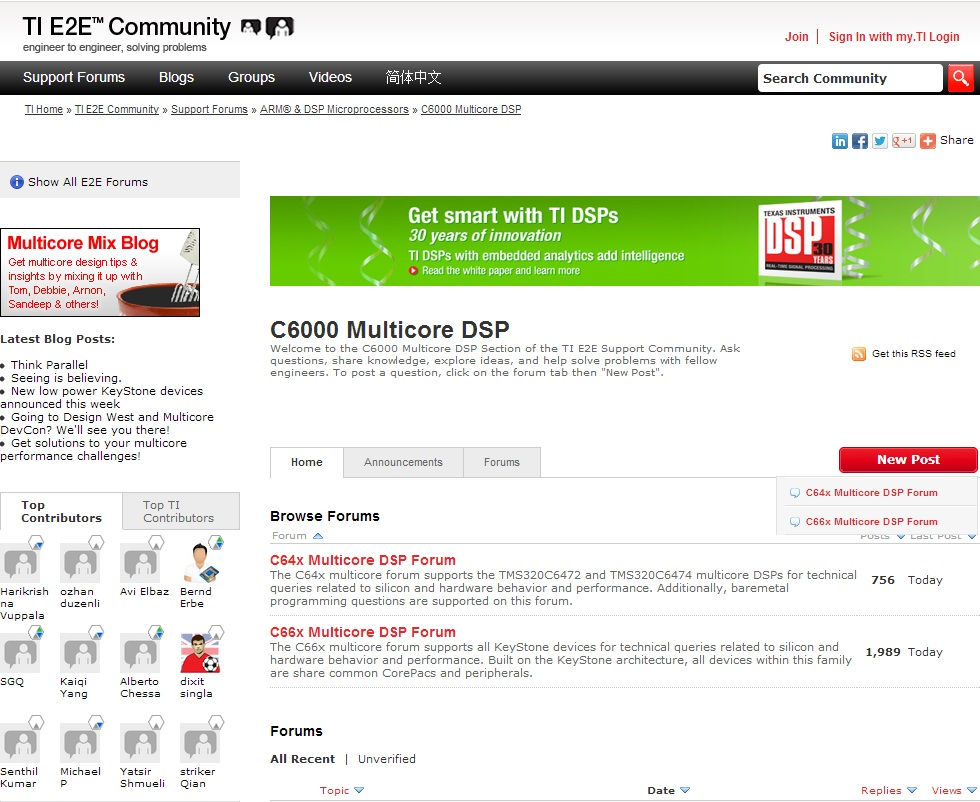 TI E2E™ Community
engineer to engineer, solving problems
Join | Sign In with my.TI Login
Support Forums Blogs Groups Videos 简体中文 Search Community
TI Home » TI E2E Community » Support Forums » ARM® & DSP Microprocessors » C6000 Multicore DSP
in f g +1 Share
i Show All E2E Forums
Get smart with TI DSPs
30 years of innovation
TI DSPs with embedded analytics add intelligence
Read the white paper and learn more
TEXAS INSTRUMENTS
DSP 30
YEARS
REAL-TIME SIGNAL PROCESSING
Multicore Mix Blog
Get multicore design tips &
insights by mixing it up with
Tom, Debbie, Arnon,
Sandeep & others!
Latest Blog Posts:
• Think Parallel
• Seeing is believing.
• New low power KeyStone devices
announced this week
• Going to Design West and Multicore
DevCon? We'll see you there!
• Get solutions to your multicore
performance challenges!
C6000 Multicore DSP
Welcome to the C6000 Multicore DSP Section of the TI E2E Support Community. Ask
questions, share knowledge, explore ideas, and help solve problems with fellow
engineers. To post a question, click on the forum tab then "New Post".
Get this RSS feed
Home Announcements Forums
New Post
C64x Multicore DSP Forum
C66x Multicore DSP Forum
Top
Contributors
Top TI
Contributors
Harikrish
na
Vuppala
ozhan
duzenli
Avi Elbaz
Bernd
Erbe
SGQ
Kaiqi
Yang
Alberto
Chessa
dixit
singla
Senthil
Kumar
Michael
P
Yatsir
Shmueli
striker
Qian
Browse Forums
Forum Posts Last Post
C64x Multicore DSP Forum
The C64x multicore forum supports the TMS320C6472 and TMS320C6474 multicore DSPs for technical
queries related to silicon and hardware behavior and performance. Additionally, baremetal
programming questions are supported on this forum.
756 Today
C66x Multicore DSP Forum
The C66x multicore forum supports all KeyStone devices for technical queries related to silicon and
hardware behavior and performance. Built on the KeyStone architecture, all devices within this family
are share common CorePacs and peripherals.
1,989 Today
Forums
All Recent | Unverified
Topic Date Replies Views